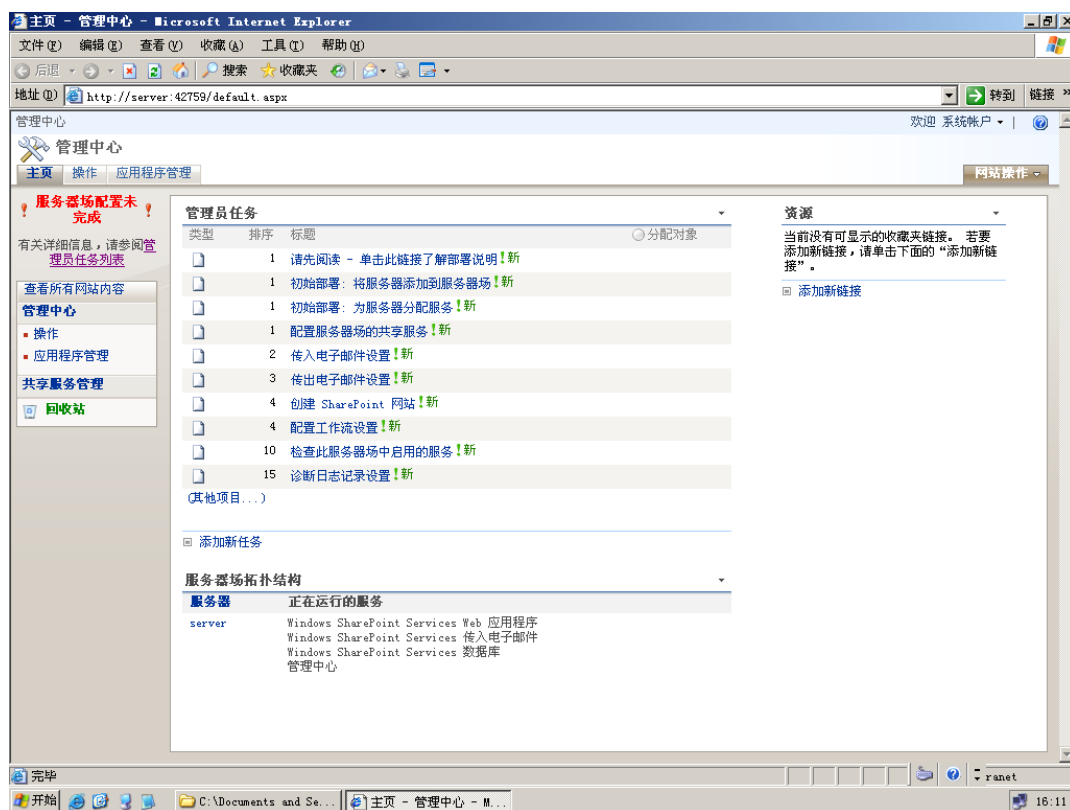 主页 - 管理中心 - Microsoft Internet Explorer
文件(F) 编辑(E) 查看(V) 收藏(A) 工具(T) 帮助(H)
后退 搜索 收藏夹
地址(D) http://server:42759/default.aspx 转到 链接 »
管理中心 欢迎 系统帐户 |
管理中心
主页 操作 应用程序管理 网站操作
服务器场配置未
完成
有关详细信息，请参阅管
理员任务列表
查看所有网站内容
管理中心
操作
应用程序管理
共享服务管理
回收站
管理员任务
类型 排序 标题 分配对象
1 请先阅读 - 单击此链接了解部署说明！新
1 初始部署: 将服务器添加到服务器场！新
1 初始部署: 为服务器分配服务！新
1 配置服务器场的共享服务！新
2 传入电子邮件设置！新
3 传出电子邮件设置！新
4 创建 SharePoint 网站！新
4 配置工作流设置！新
10 检查此服务器场中启用的服务！新
15 诊断日志记录设置！新
(其他项目...)
添加新任务
服务器场拓扑结构
服务器 正在运行的服务
server Windows SharePoint Services Web 应用程序
Windows SharePoint Services 传入电子邮件
Windows SharePoint Services 数据库
管理中心
资源
当前没有可显示的收藏夹链接。 若要
添加新链接，请单击下面的“添加新链
接”。
添加新链接
完毕 ranet
开始 C:\Documents and Se... 主页 - 管理中心 - M... 16:11